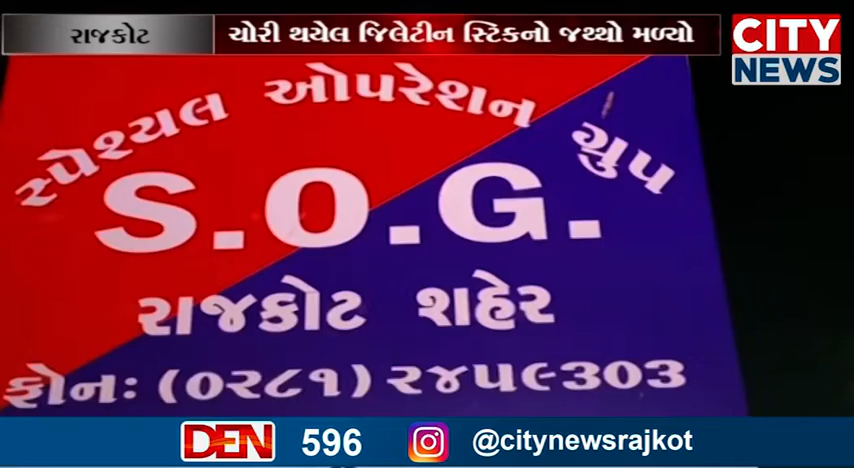 રાજકોટ
ચોરી થયેલ જિલેટીન સ્ટિકનો જથ્થો મળ્યો
CITY
NEWS
સ્પેશ્યલ ઓપરેશન ગ્રુપ
S.O.G.
રાજકોટ શહેર
ફોનઃ (૦૨૮૧) ૨૪૫૯૩૦૩
DEN 596 @citynewsrajkot